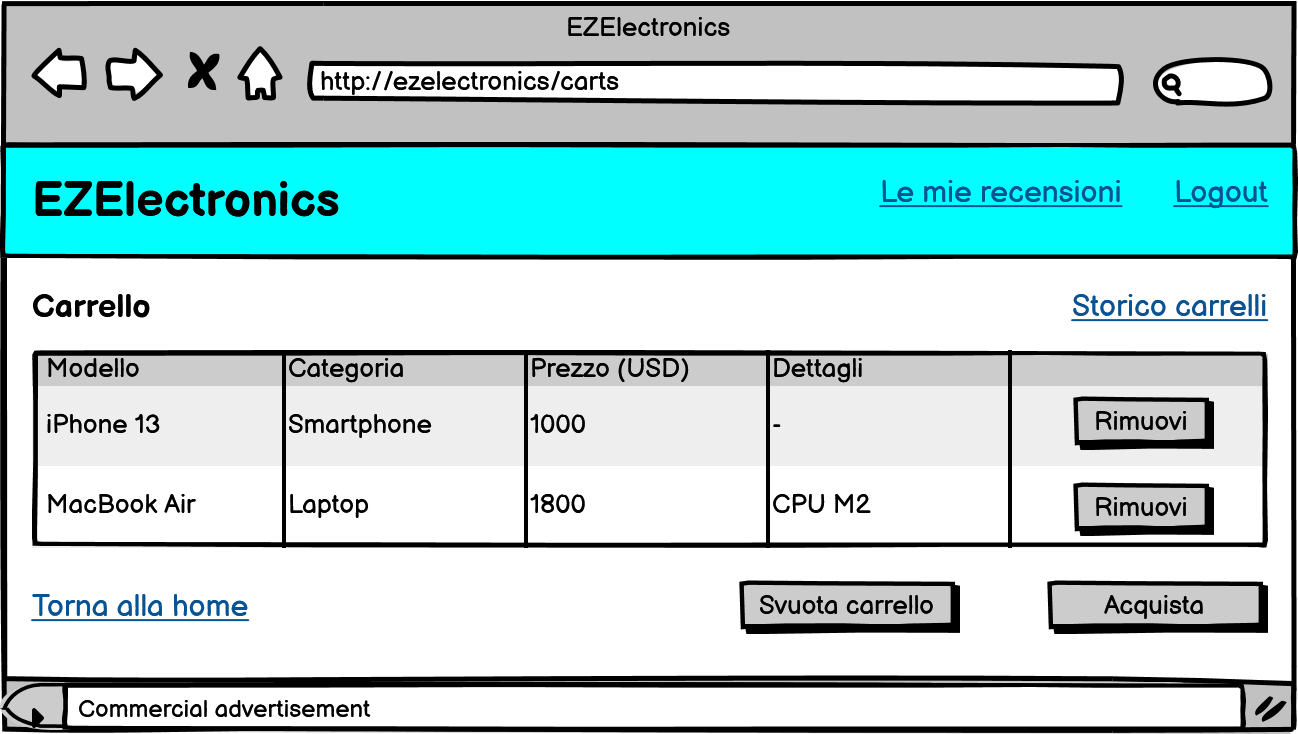 EZElectronics
http://ezelectronics/carts
EZElectronics
Le mie recensioni
Logout
Carrello
Storico carrelli
Modello Categoria Prezzo (USD) Dettagli
iPhone 13 Smartphone 1000 - Rimuovi
MacBook Air Laptop 1800 CPU M2 Rimuovi
Torna alla home
Svuota carrello
Acquista
Commercial advertisement